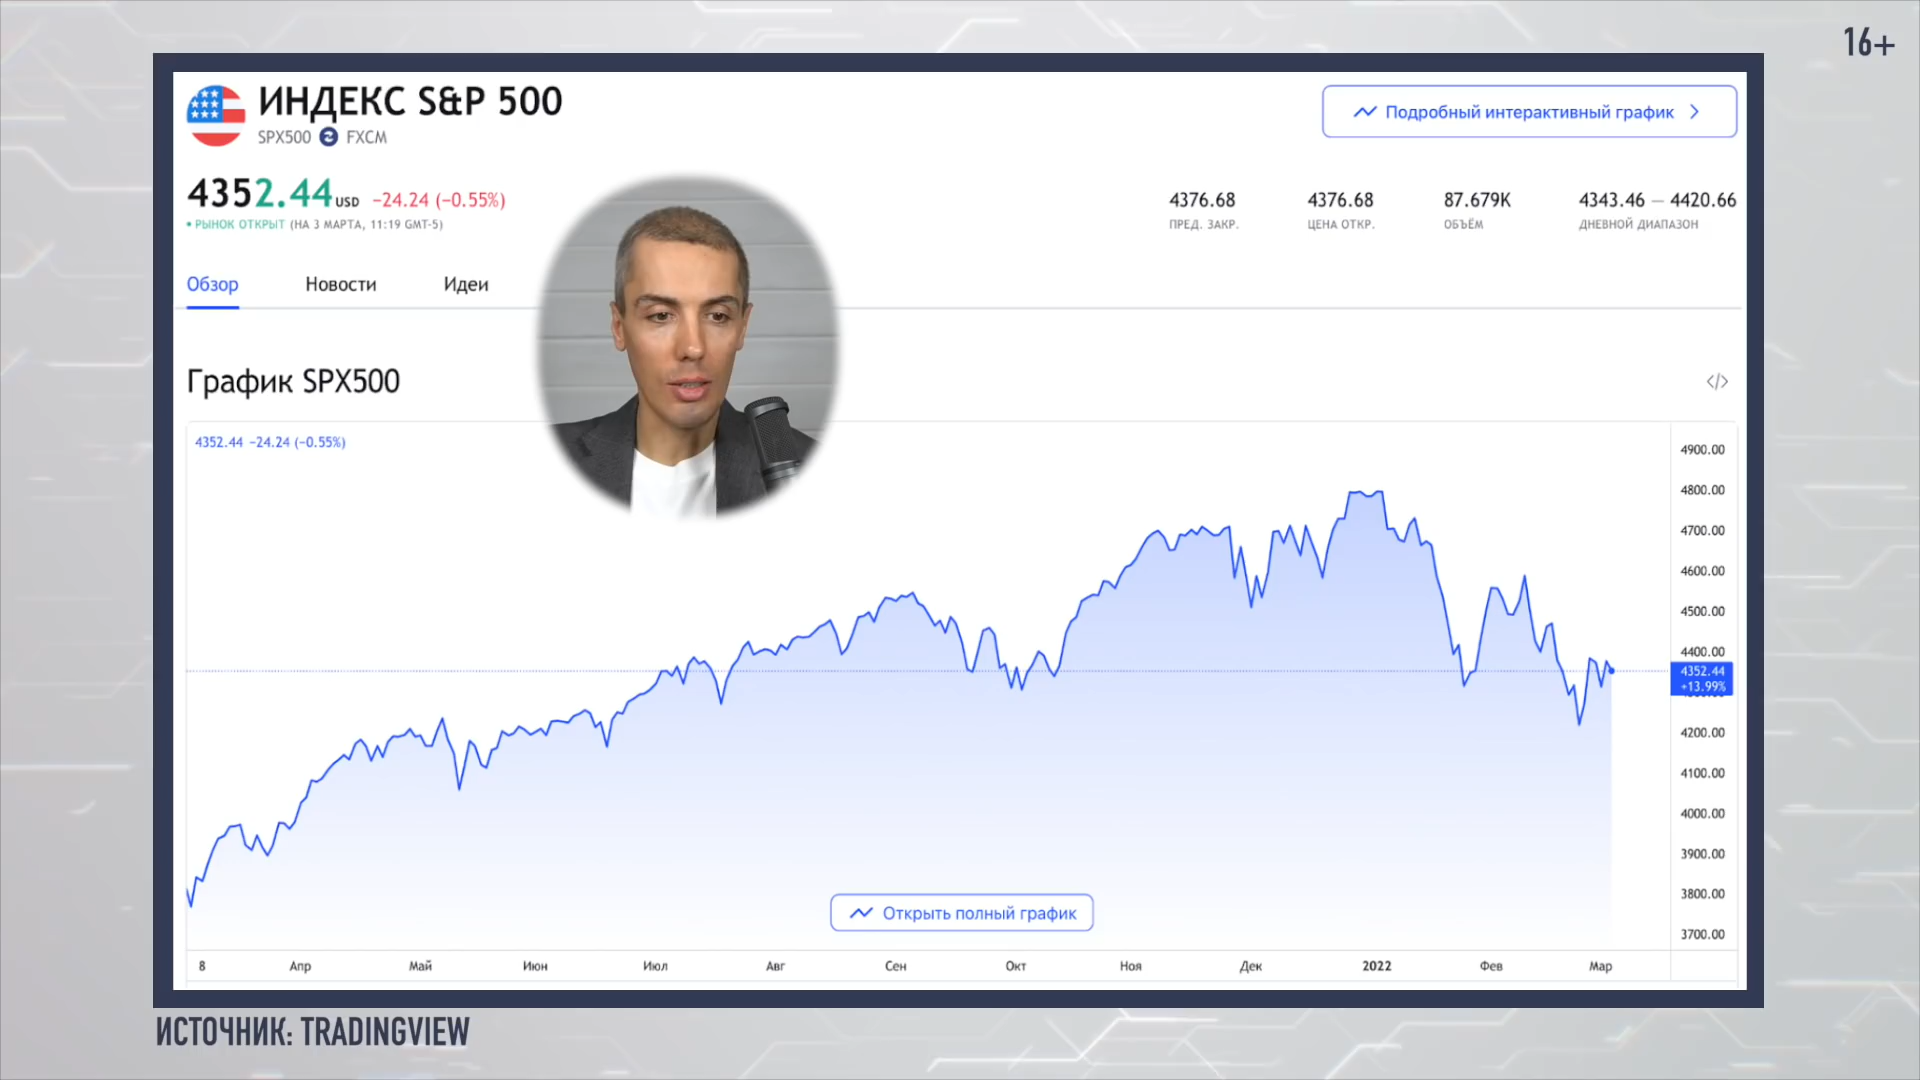 16+
ИНДЕКС S&P 500
SPX500 FXCM
Подробный интерактивный график
4352.44 USD −24.24 (−0.55%)
• РЫНОК ОТКРЫТ (НА 3 МАРТА, 11:19 GMT-5)
4376.68 4376.68 87.679K 4343.46 — 4420.66
ПРЕД. ЗАКР. ЦЕНА ОТКР. ОБЪЁМ ДНЕВНОЙ ДИАПАЗОН
Обзор Новости Идеи
График SPX500
</>
4352.44 −24.24 (−0.55%)
4900.00
4800.00
4700.00
4600.00
4500.00
4400.00
4352.44
+13.99%
4200.00
4100.00
4000.00
3900.00
3800.00
3700.00
Открыть полный график
8 Апр Май Июн Июл Авг Сен Окт Ноя Дек 2022 Фев Мар
ИСТОЧНИК: TRADINGVIEW